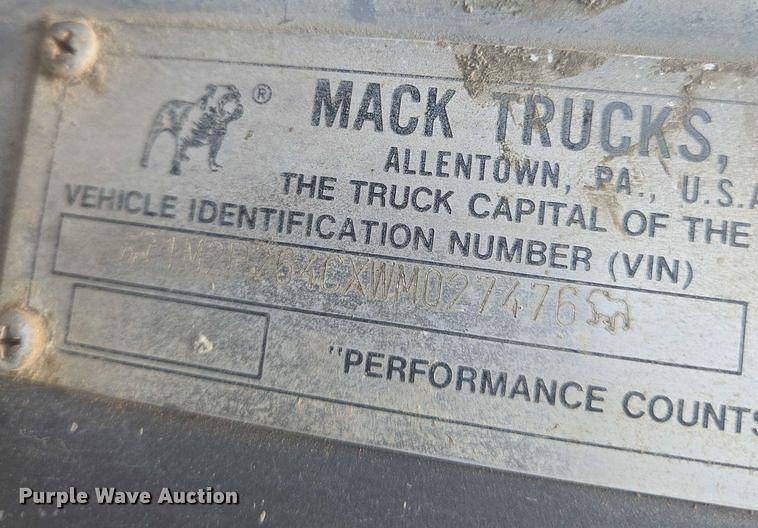 ®
MACK TRUCKS,
ALLENTOWN, PA., U.S.A
THE TRUCK CAPITAL OF THE
VEHICLE IDENTIFICATION NUMBER (VIN)
"PERFORMANCE COUNTS
Purple Wave Auction